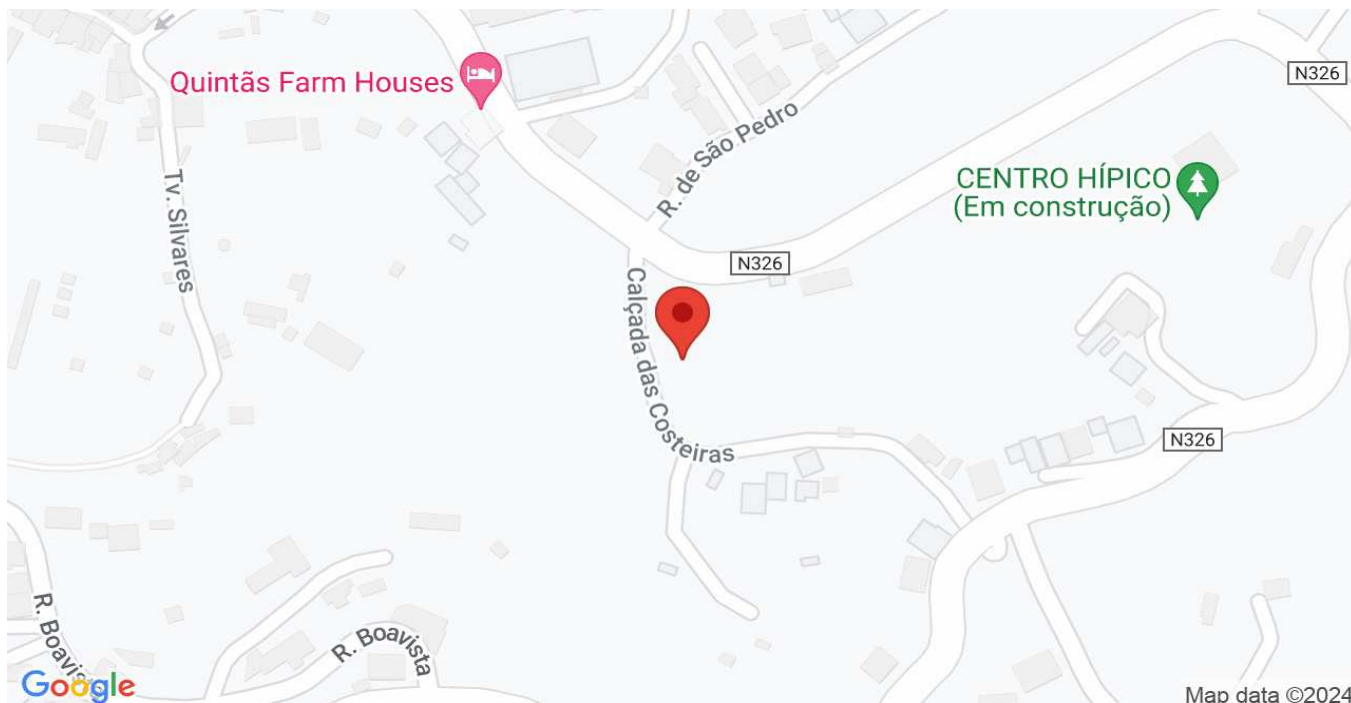 N326
Quintãs Farm Houses
R. de São Pedro
CENTRO HÍPICO
(Em construção)
Tv. Silvares
N326
Calçada das Costeiras
N326
R. Boavista
R. Boavista
Google
Map data ©2024